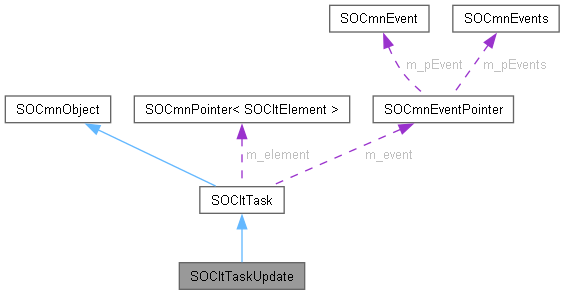 SOCmnEvent
SOCmnEvents
m_pEvent
m_pEvents
SOCmnObject
SOCmnPointer< SOCltElement >
SOCmnEventPointer
m_element
m_event
SOCltTask
SOCltTaskUpdate